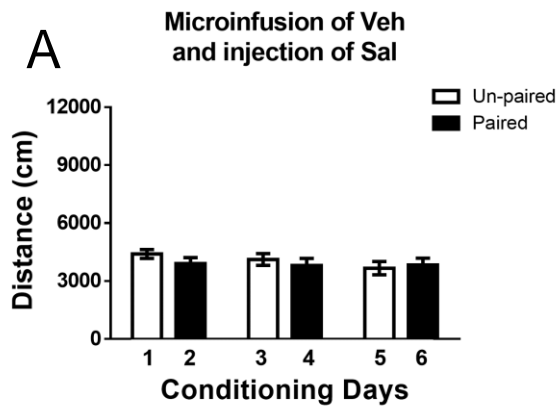 A
Microinfusion of Veh
and injection of Sal
Un-paired
Paired
Distance (cm)
12000
9000
6000
3000
0
1 2 3 4 5 6
Conditioning Days